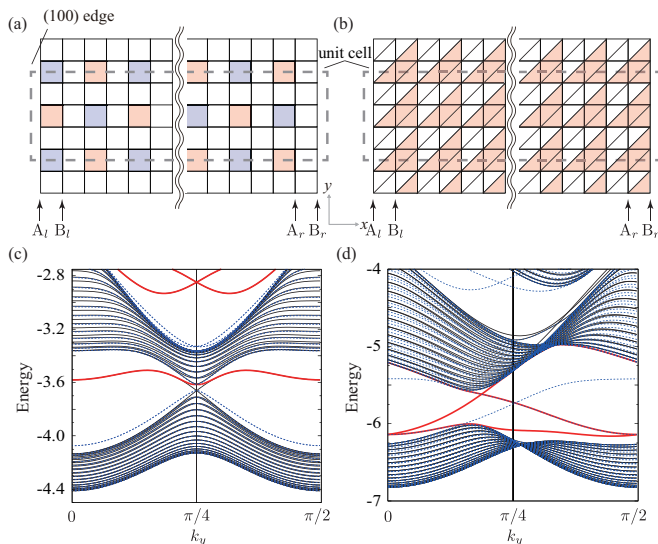 (100) edge
(a)
unit cell
(b)
y
x
A_l B_l
A_r B_r
A_l B_l
A_r B_r
(c)
(d)
-2.8
-3.2
-3.6
-4.0
-4.4
Energy
0
π/4
π/2
k_y
-4
-5
-6
-7
Energy
0
π/4
π/2
k_y